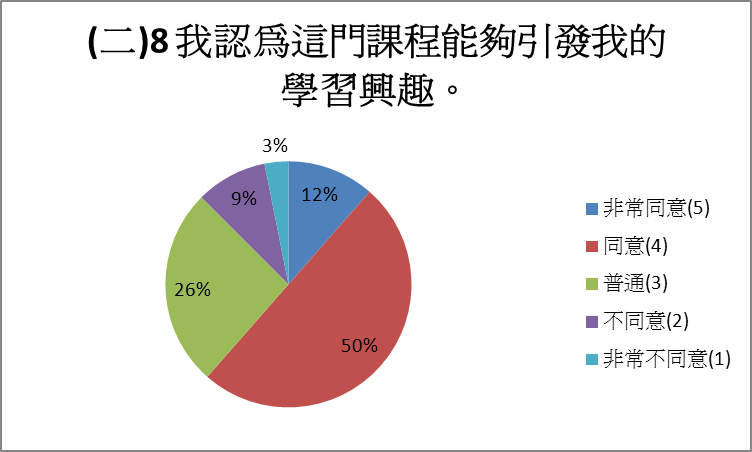 (二)8 我認為這門課程能夠引發我的
學習興趣。
3%
12%
9%
26%
50%
非常同意(5)
同意(4)
普通(3)
不同意(2)
非常不同意(1)